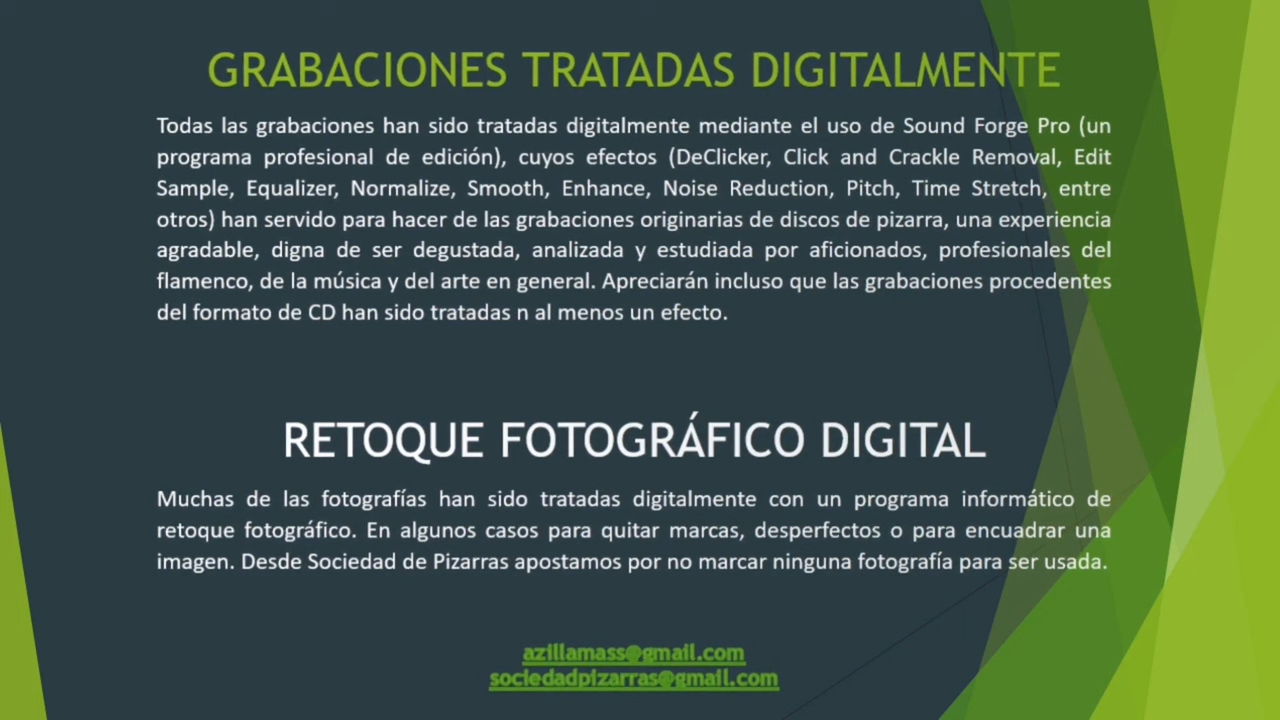 GRABACIONES TRATADAS DIGITALMENTE
Todas las grabaciones han sido tratadas digitalmente mediante el uso de Sound Forge Pro (un
programa profesional de edición), cuyos efectos (DeClicker, Click and Crackle Removal, Edit
Sample, Equalizer, Normalize, Smooth, Enhance, Noise Reduction, Pitch, Time Stretch, entre
otros) han servido para hacer de las grabaciones originarias de discos de pizarra, una experiencia
agradable, digna de ser degustada, analizada y estudiada por aficionados, profesionales del
flamenco, de la música y del arte en general. Apreciarán incluso que las grabaciones procedentes
del formato de CD han sido tratadas n al menos un efecto.
RETOQUE FOTOGRÁFICO DIGITAL
Muchas de las fotografías han sido tratadas digitalmente con un programa informático de
retoque fotográfico. En algunos casos para quitar marcas, desperfectos o para encuadrar una
imagen. Desde Sociedad de Pizarras apostamos por no marcar ninguna fotografía para ser usada.
azillamass@gmail.com
sociedadpizarras@gmail.com